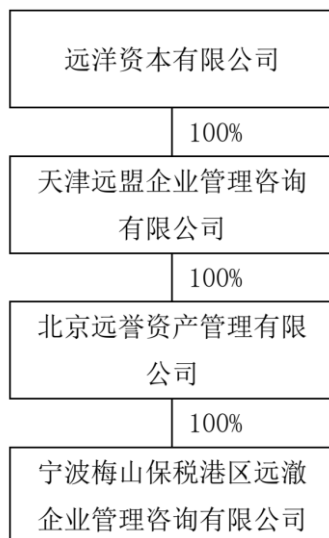 远洋资本有限公司
100%
天津远盟企业管理咨询
有限公司
100%
北京远誉资产管理有限
公司
100%
宁波梅山保税港区远澈
企业管理咨询有限公司